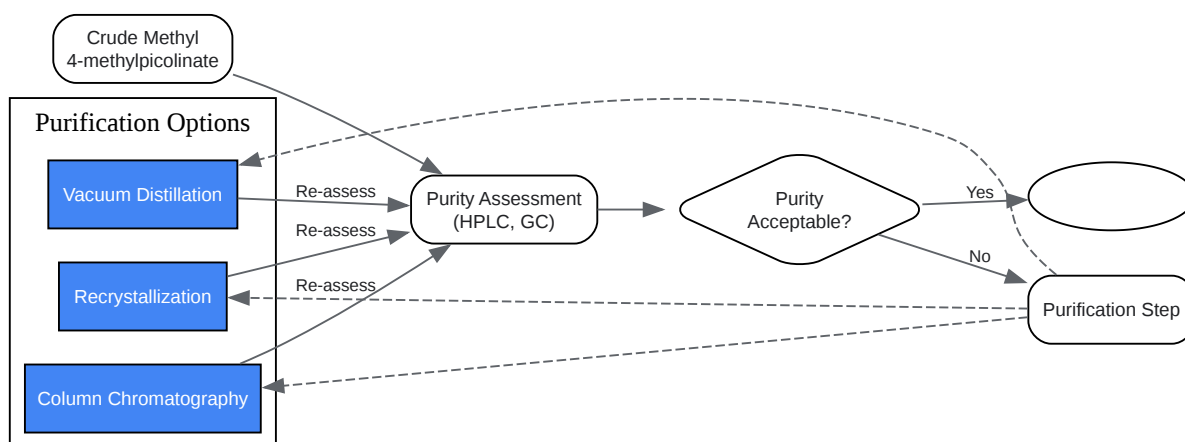 Crude Methyl
4-methylpicolinate
Purification Options
Vacuum Distillation
Re-assess
Purity Assessment
(HPLC, GC)
Purity
Acceptable?
Yes
Re-assess
No
Recrystallization
Re-assess
Purification Step
Column Chromatography